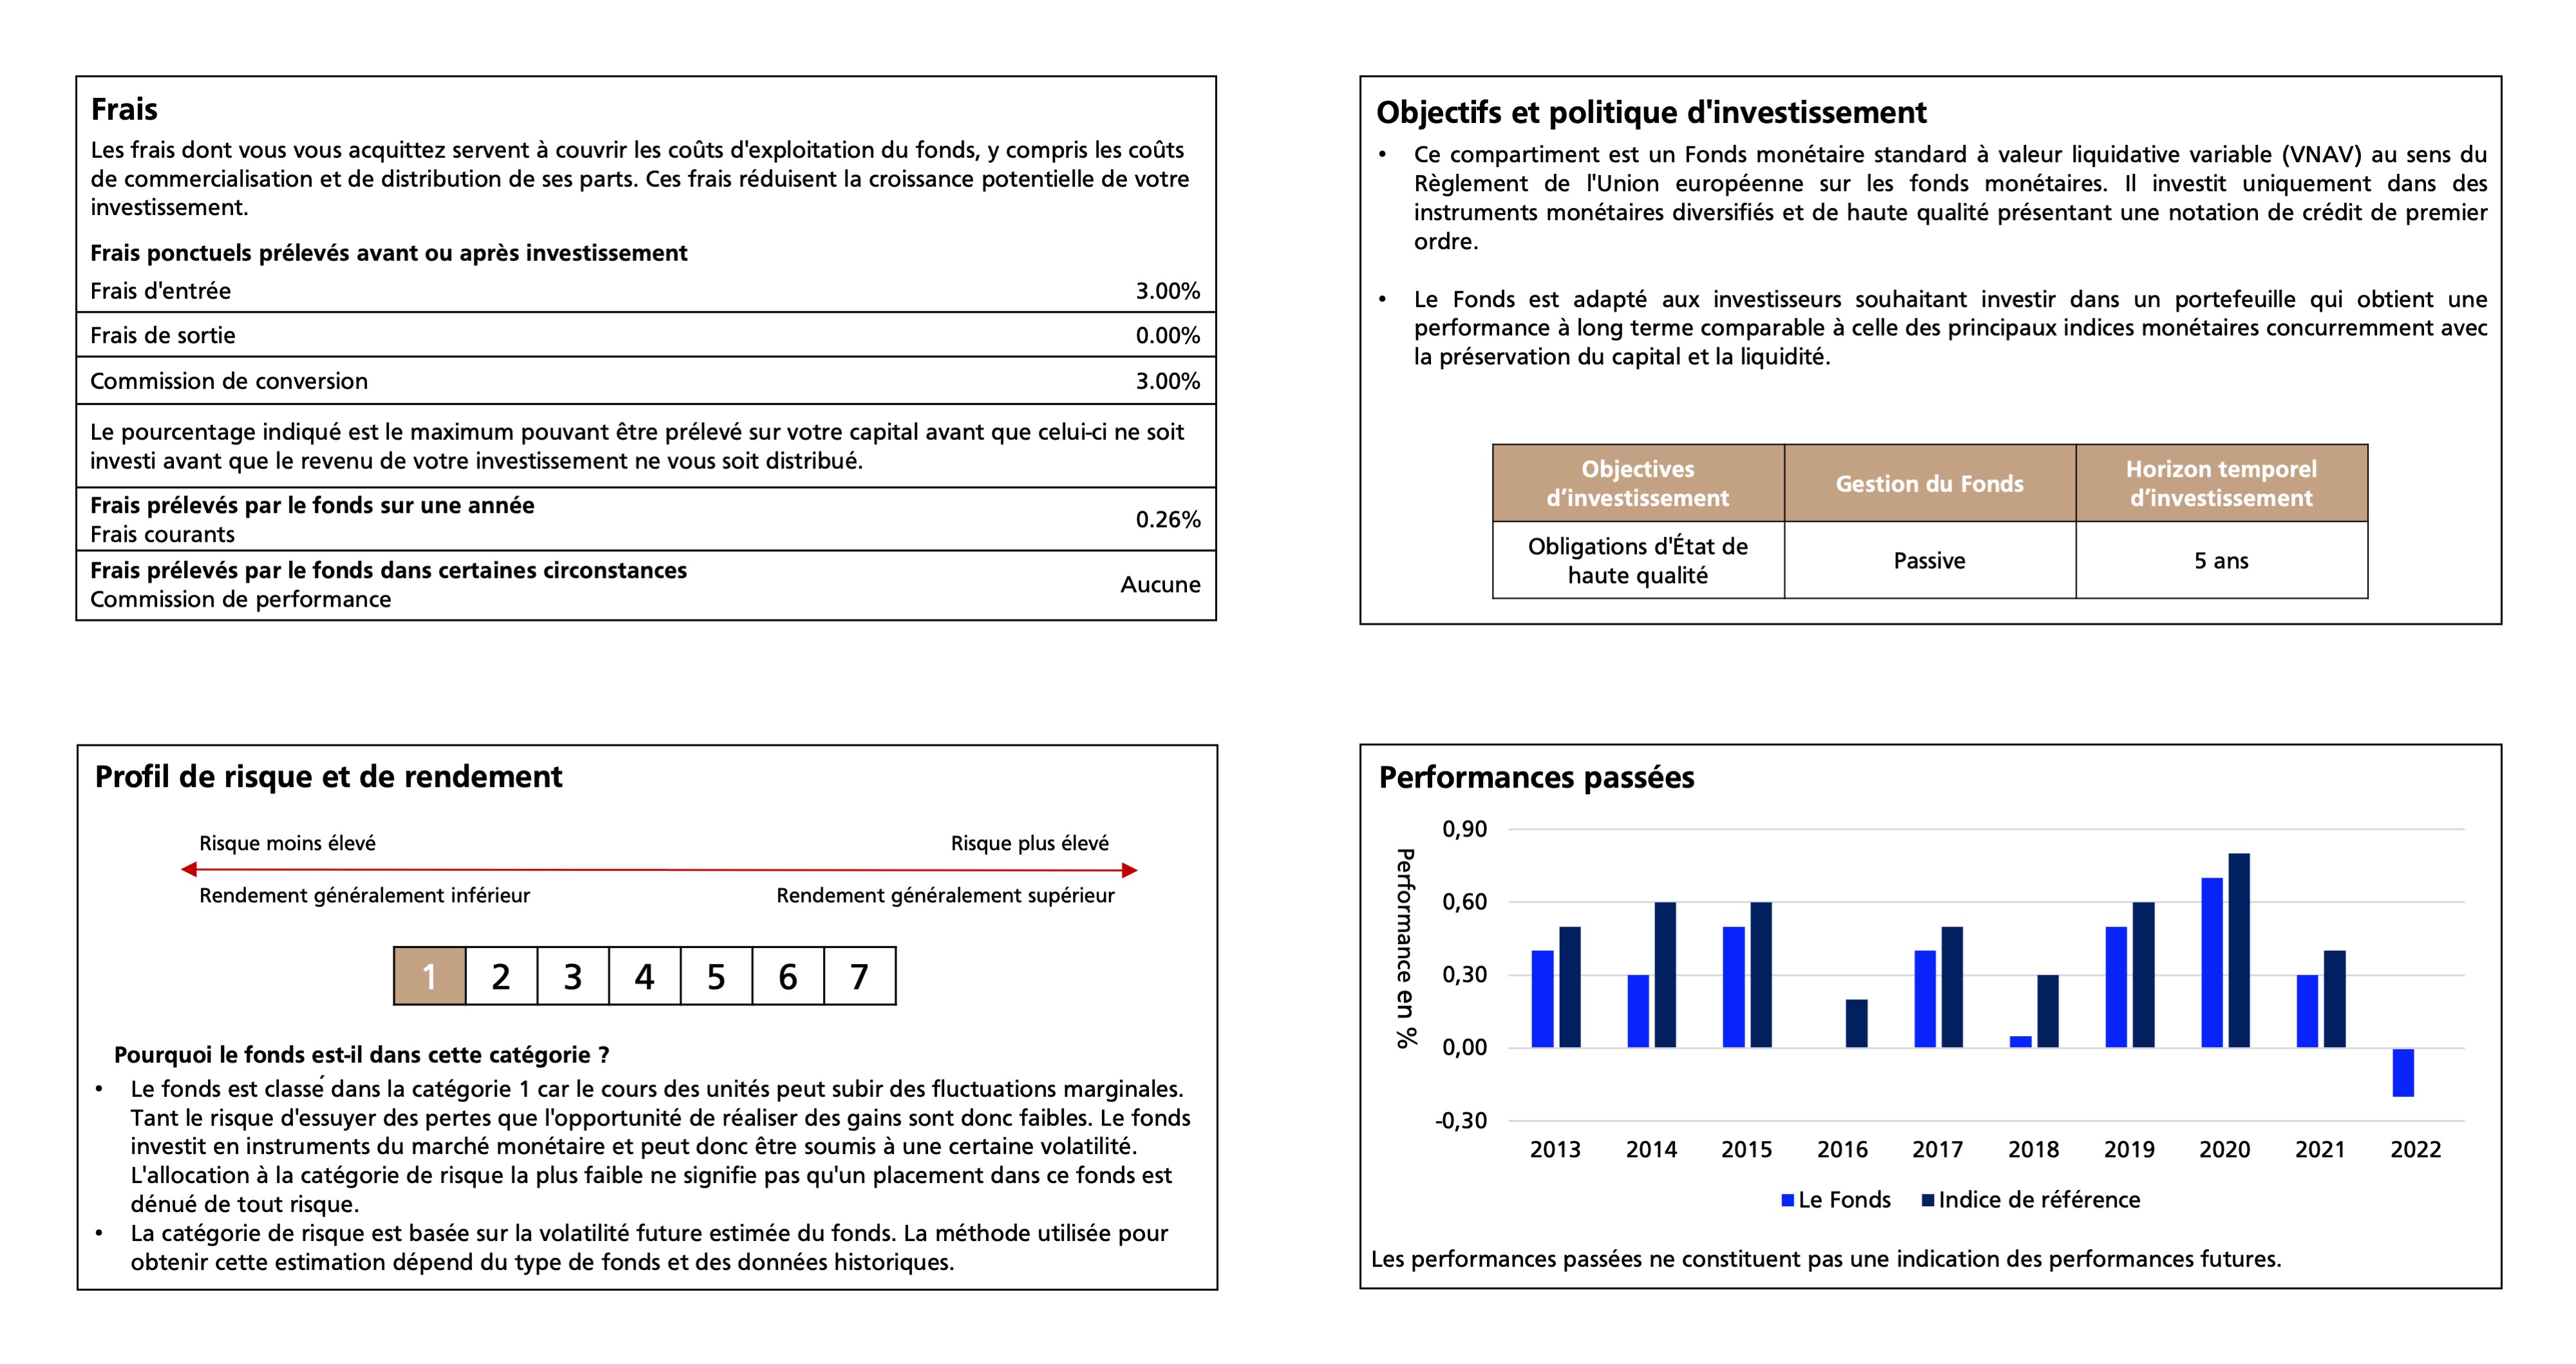 Frais
Les frais dont vous vous acquittez servent à couvrir les coûts d'exploitation du fonds, y compris les coûts
de commercialisation et de distribution de ses parts. Ces frais réduisent la croissance potentielle de votre
investissement.
Frais ponctuels prélevés avant ou après investissement
Frais d'entrée 3.00%
Frais de sortie 0.00%
Commission de conversion 3.00%
Le pourcentage indiqué est le maximum pouvant être prélevé sur votre capital avant que celui-ci ne soit
investi avant que le revenu de votre investissement ne vous soit distribué.
Frais prélevés par le fonds sur une année
Frais courants
0.26%
Frais prélevés par le fonds dans certaines circonstances
Commission de performance
Aucune
Objectifs et politique d'investissement
• Ce compartiment est un Fonds monétaire standard à valeur liquidative variable (VNAV) au sens du
Règlement de l'Union européenne sur les fonds monétaires. Il investit uniquement dans des
instruments monétaires diversifiés et de haute qualité présentant une notation de crédit de premier
ordre.
• Le Fonds est adapté aux investisseurs souhaitant investir dans un portefeuille qui obtient une
performance à long terme comparable à celle des principaux indices monétaires concurremment avec
la préservation du capital et la liquidité.
Objectives
d’investissement
Gestion du Fonds
Horizon temporel
d’investissement
Obligations d'État de
haute qualité
Passive
5 ans
Profil de risque et de rendement
Risque moins élevé Risque plus élevé
Rendement généralement inférieur Rendement généralement supérieur
1 2 3 4 5 6 7
Pourquoi le fonds est-il dans cette catégorie ?
• Le fonds est classé dans la catégorie 1 car le cours des unités peut subir des fluctuations marginales.
Tant le risque d'essuyer des pertes que l'opportunité de réaliser des gains sont donc faibles. Le fonds
investit en instruments du marché monétaire et peut donc être soumis à une certaine volatilité.
L'allocation à la catégorie de risque la plus faible ne signifie pas qu'un placement dans ce fonds est
dénué de tout risque.
• La catégorie de risque est basée sur la volatilité future estimée du fonds. La méthode utilisée pour
obtenir cette estimation dépend du type de fonds et des données historiques.
Performances passées
Performance en %
0,90
0,60
0,30
0,00
-0,30
2013 2014 2015 2016 2017 2018 2019 2020 2021 2022
Le Fonds Indice de référence
Les performances passées ne constituent pas une indication des performances futures.